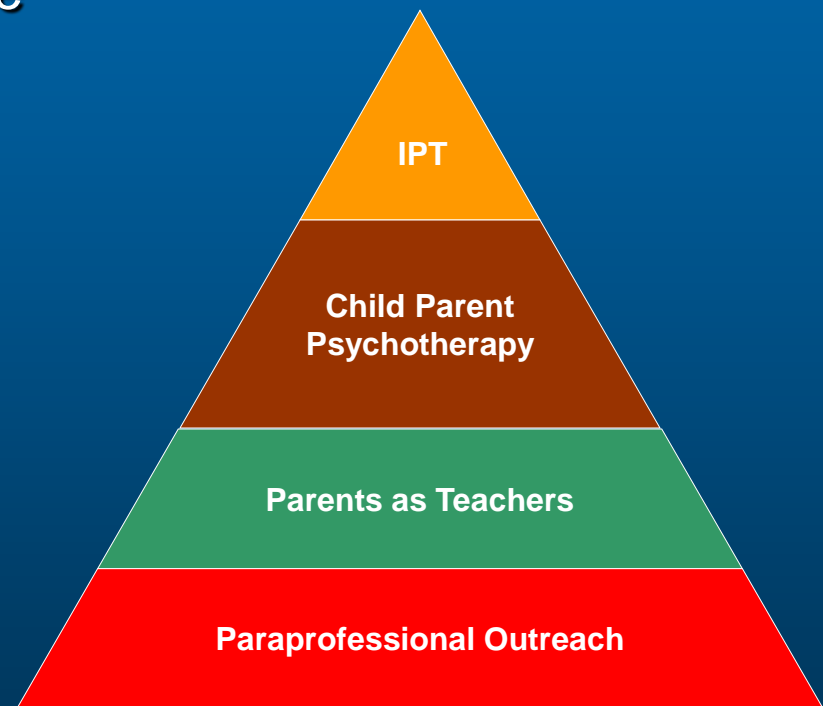 IPT
Child Parent
Psychotherapy
Parents as Teachers
Paraprofessional Outreach